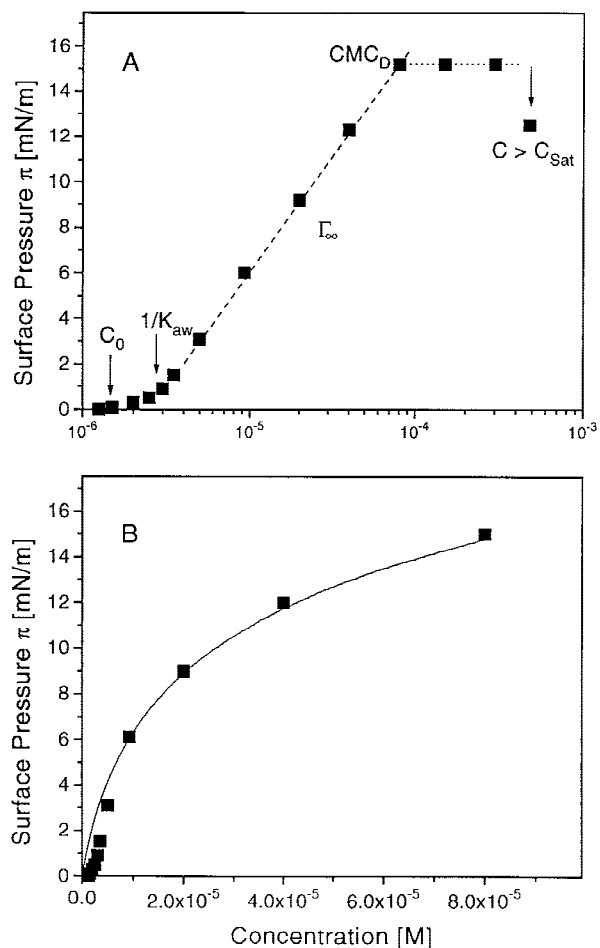 A
16
14
12
10
8
6
4
2
0
Surface Pressure π [mN/m]
CMC_D
C > C_Sat
Γ∞
1/K_aw
C_0
10^-6
10^-5
10^-4
10^-3
B
16
14
12
10
8
6
4
2
0
Surface Pressure π [mN/m]
0.0
2.0x10^-5
4.0x10^-5
6.0x10^-5
8.0x10^-5
Concentration [M]